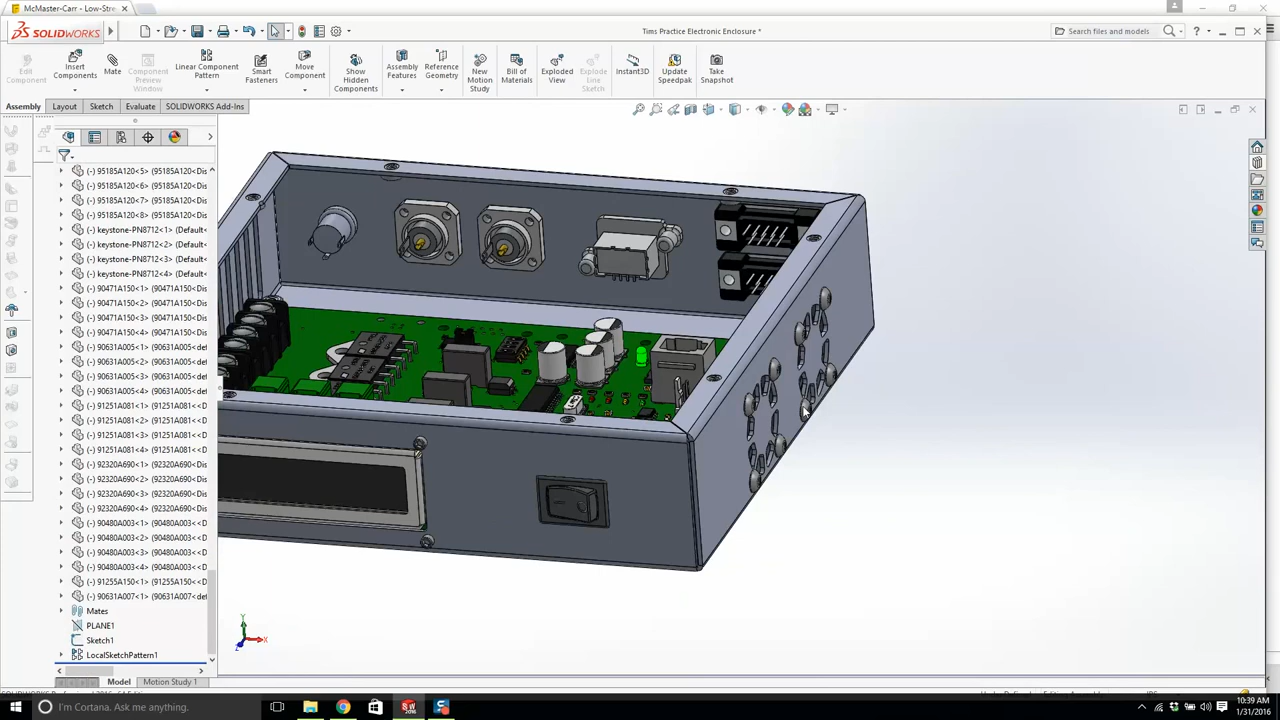 McMaster-Carr - Low-Stre
SOLIDWORKS
Tims Practice Electronic Enclosure *
Search files and models
Edit Component
Insert Components
Mate
Component Preview Window
Linear Component Pattern
Smart Fasteners
Move Component
Show Hidden Components
Assembly Features
Reference Geometry
New Motion Study
Bill of Materials
Exploded View
Explode Line Sketch
Instant3D
Update Speedpak
Take Snapshot
Assembly
Layout
Sketch
Evaluate
SOLIDWORKS Add-Ins
(-) 95185A120<5> (95185A120<Dis
(-) 95185A120<6> (95185A120<Dis
(-) 95185A120<7> (95185A120<Dis
(-) 95185A120<8> (95185A120<Dis
(-) keystone-PN8712<1> (Default<
(-) keystone-PN8712<2> (Default<
(-) keystone-PN8712<3> (Default<
(-) keystone-PN8712<4> (Default<
(-) 90471A150<1> (90471A150<Dis
(-) 90471A150<2> (90471A150<Dis
(-) 90471A150<3> (90471A150<Dis
(-) 90471A150<4> (90471A150<Dis
(-) 90631A005<1> (90631A005<def
(-) 90631A005<2> (90631A005<def
(-) 90631A005<3> (90631A005<def
(-) 90631A005<4> (90631A005<def
(-) 91251A081<1> (91251A081<<D
(-) 91251A081<2> (91251A081<<D
(-) 91251A081<3> (91251A081<<D
(-) 91251A081<4> (91251A081<<D
(-) 92320A690<1> (92320A690<Dis
(-) 92320A690<2> (92320A690<Dis
(-) 92320A690<3> (92320A690<Dis
(-) 92320A690<4> (92320A690<Dis
(-) 90480A003<1> (90480A003<<D
(-) 90480A003<2> (90480A003<<D
(-) 90480A003<3> (90480A003<<D
(-) 90480A003<4> (90480A003<<D
(-) 91255A150<1> (91255A150<<D
(-) 90631A007<1> (90631A007<def
Mates
PLANE1
Sketch1
LocalSketchPattern1
Y
X
Z
Model
Motion Study 1
I'm Cortana. Ask me anything.
10:39 AM
1/31/2016